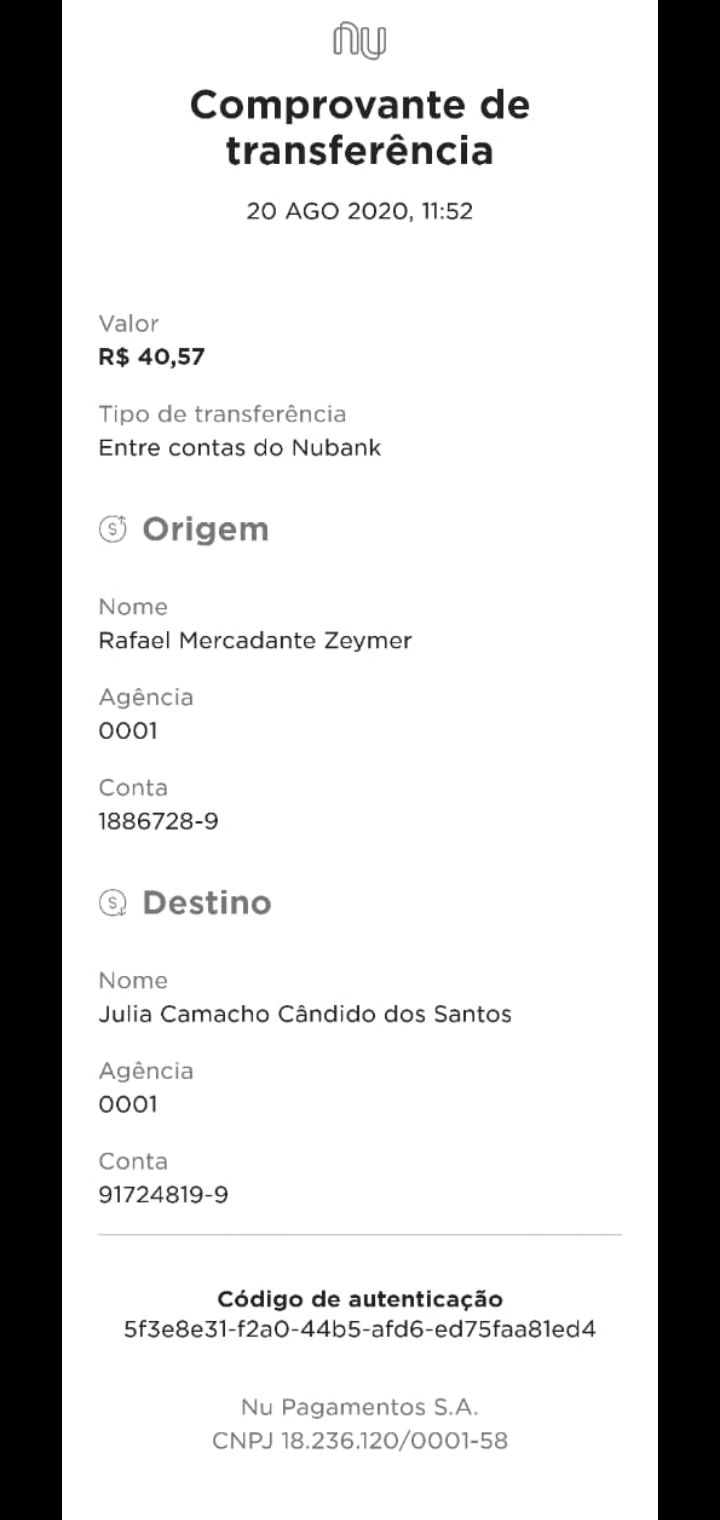 nu
Comprovante de
transferência
20 AGO 2020, 11:52
Valor
R$ 40,57
Tipo de transferência
Entre contas do Nubank
Origem
Nome
Rafael Mercadante Zeymer
Agência
0001
Conta
1886728-9
Destino
Nome
Julia Camacho Cândido dos Santos
Agência
0001
Conta
91724819-9
Código de autenticação
5f3e8e31-f2a0-44b5-afd6-ed75faa81ed4
Nu Pagamentos S.A.
CNPJ 18.236.120/0001-58